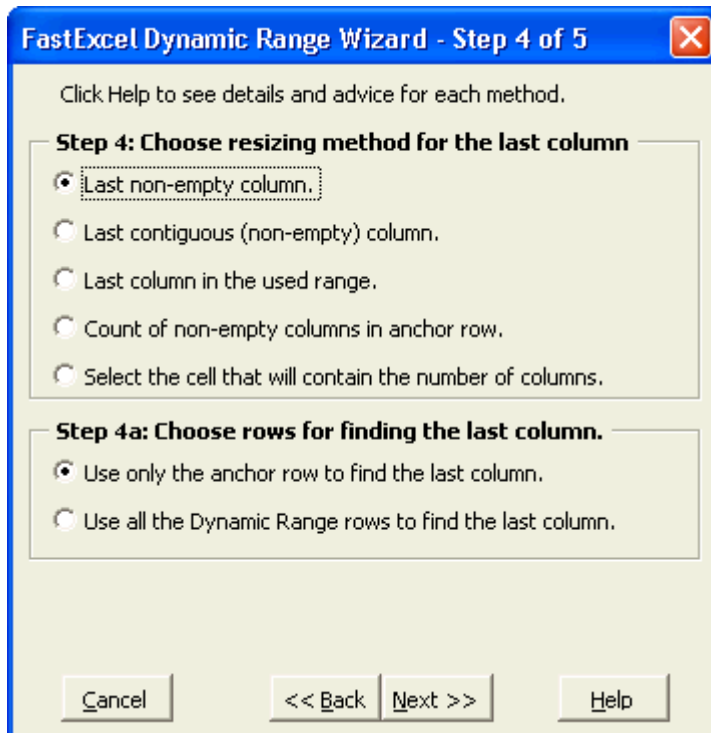 FastExcel Dynamic Range Wizard - Step 4 of 5
Click Help to see details and advice for each method.
Step 4: Choose resizing method for the last column
Last non-empty column.
Last contiguous (non-empty) column.
Last column in the used range.
Count of non-empty columns in anchor row.
Select the cell that will contain the number of columns.
Step 4a: Choose rows for finding the last column.
Use only the anchor row to find the last column.
Use all the Dynamic Range rows to find the last column.
Cancel << Back Next >> Help